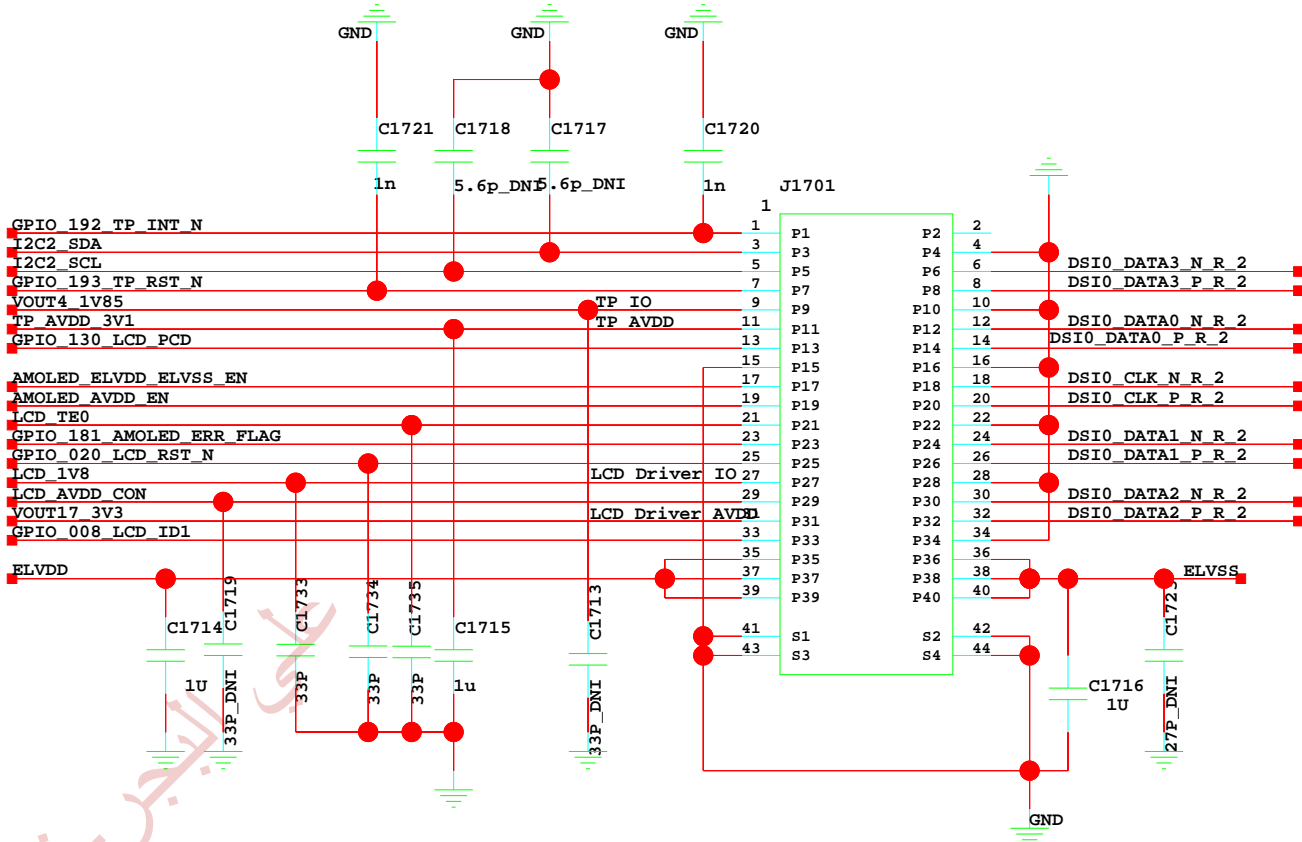 GND GND GND
C1721 C1718 C1717 C1720
1n 5.6p_DNI 5.6p_DNI 1n J1701
1
GPIO_192_TP_INT_N 1 P1 P2 2
I2C2_SDA 3 P3 P4 4
I2C2_SCL 5 P5 P6 6 DSI0_DATA3_N_R_2
GPIO_193_TP_RST_N 7 P7 P8 8 DSI0_DATA3_P_R_2
VOUT4_1V85 TP IO 9 P9 P10 10
TP_AVDD_3V1 TP AVDD 11 P11 P12 12 DSI0_DATA0_N_R_2
GPIO_130_LCD_PCD 13 P13 P14 14 DSI0_DATA0_P_R_2
15 P15 P16 16
AMOLED_ELVDD_ELVSS_EN 17 P17 P18 18 DSI0_CLK_N_R_2
AMOLED_AVDD_EN 19 P19 P20 20 DSI0_CLK_P_R_2
LCD_TE0 21 P21 P22 22
GPIO_181_AMOLED_ERR_FLAG 23 P23 P24 24 DSI0_DATA1_N_R_2
GPIO_020_LCD_RST_N 25 P25 P26 26 DSI0_DATA1_P_R_2
LCD_1V8 LCD Driver IO 27 P27 P28 28
LCD_AVDD_CON 29 P29 P30 30 DSI0_DATA2_N_R_2
VOUT17_3V3 LCD Driver AVDD 31 P31 P32 32 DSI0_DATA2_P_R_2
GPIO_008_LCD_ID1 33 P33 P34 34
35 P35 P36 36
ELVDD 37 P37 P38 38 ELVSS
39 P39 P40 40
C1714 C1719 C1733 C1734 C1735 C1715 C1713 41 S1 S2 42
43 S3 S4 44
1U 33P_DNI 33P 33P 33P 1u 33P_DNI C1716 1U 27P_DNI
GND
علي